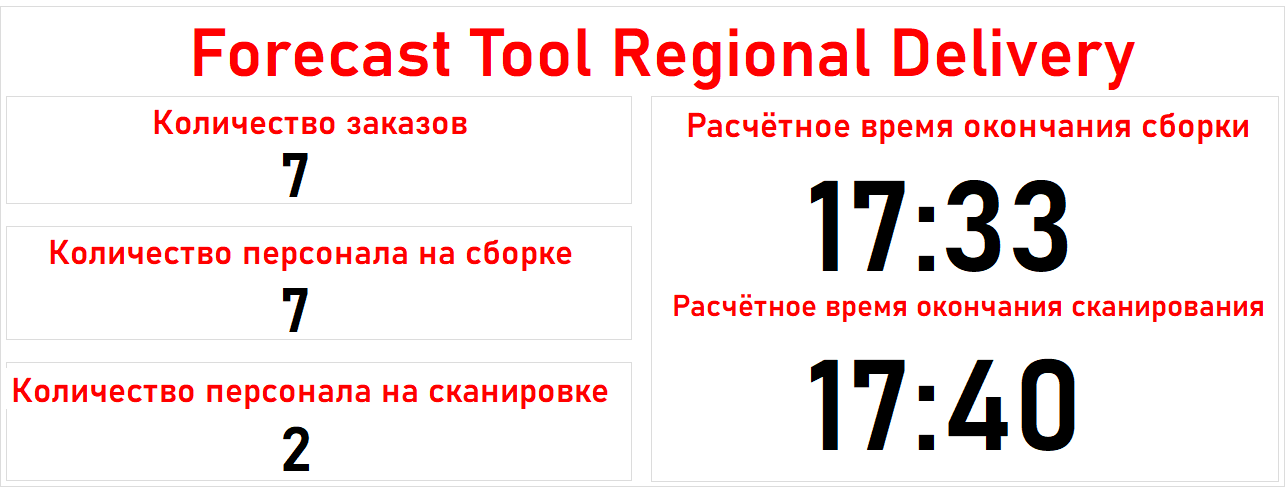 Forecast Tool Regional Delivery
Количество заказов
7
Количество персонала на сборке
7
Количество персонала на сканировке
2
Расчётное время окончания сборки
17:33
Расчётное время окончания сканирования
17:40